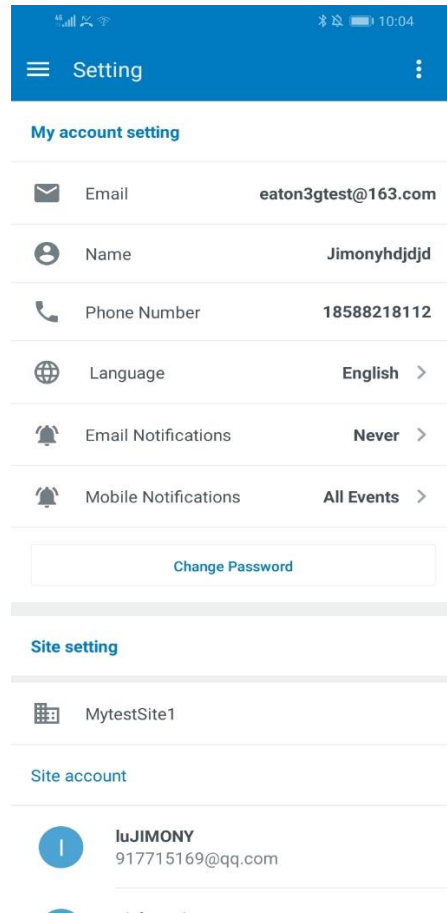 46 10:04
Setting
My account setting
Email eaton3gtest@163.com
Name Jimonyhdjdjd
Phone Number 18588218112
Language English
Email Notifications Never
Mobile Notifications All Events
Change Password
Site setting
MytestSite1
Site account
I luJIMONY
917715169@qq.com